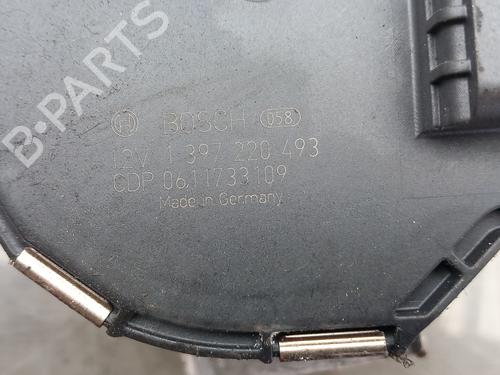 BOSCH 058
12V 1 397 220 493
CDP 0611733109
Made in Germany
B-PARTS